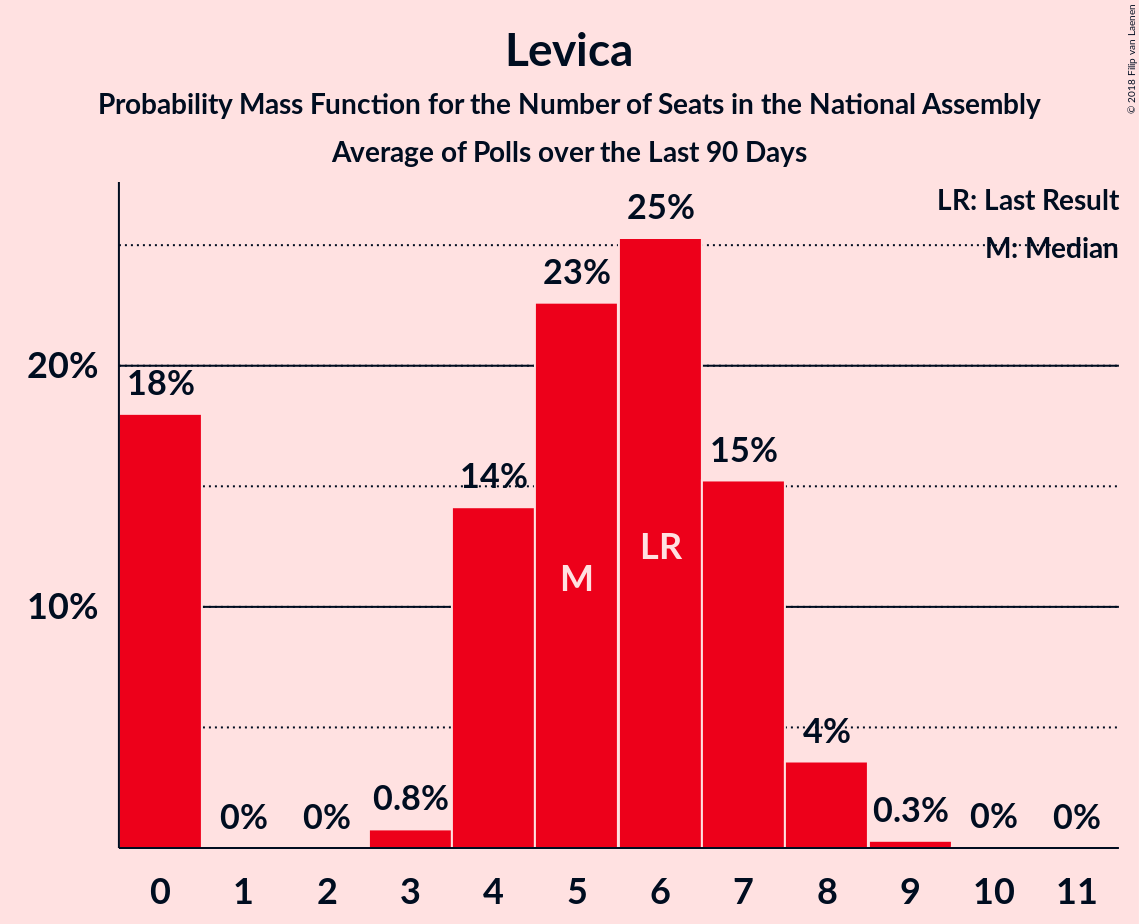 Levica
Probability Mass Function for the Number of Seats in the National Assembly
Average of Polls over the Last 90 Days
© 2018 Filip van Laenen
LR: Last Result
M: Median
25%
23%
20%
18%
15%
14%
LR
M
10%
4%
0.8%
0.3%
0%
0%
0%
0%
0 1 2 3 4 5 6 7 8 9 10 11